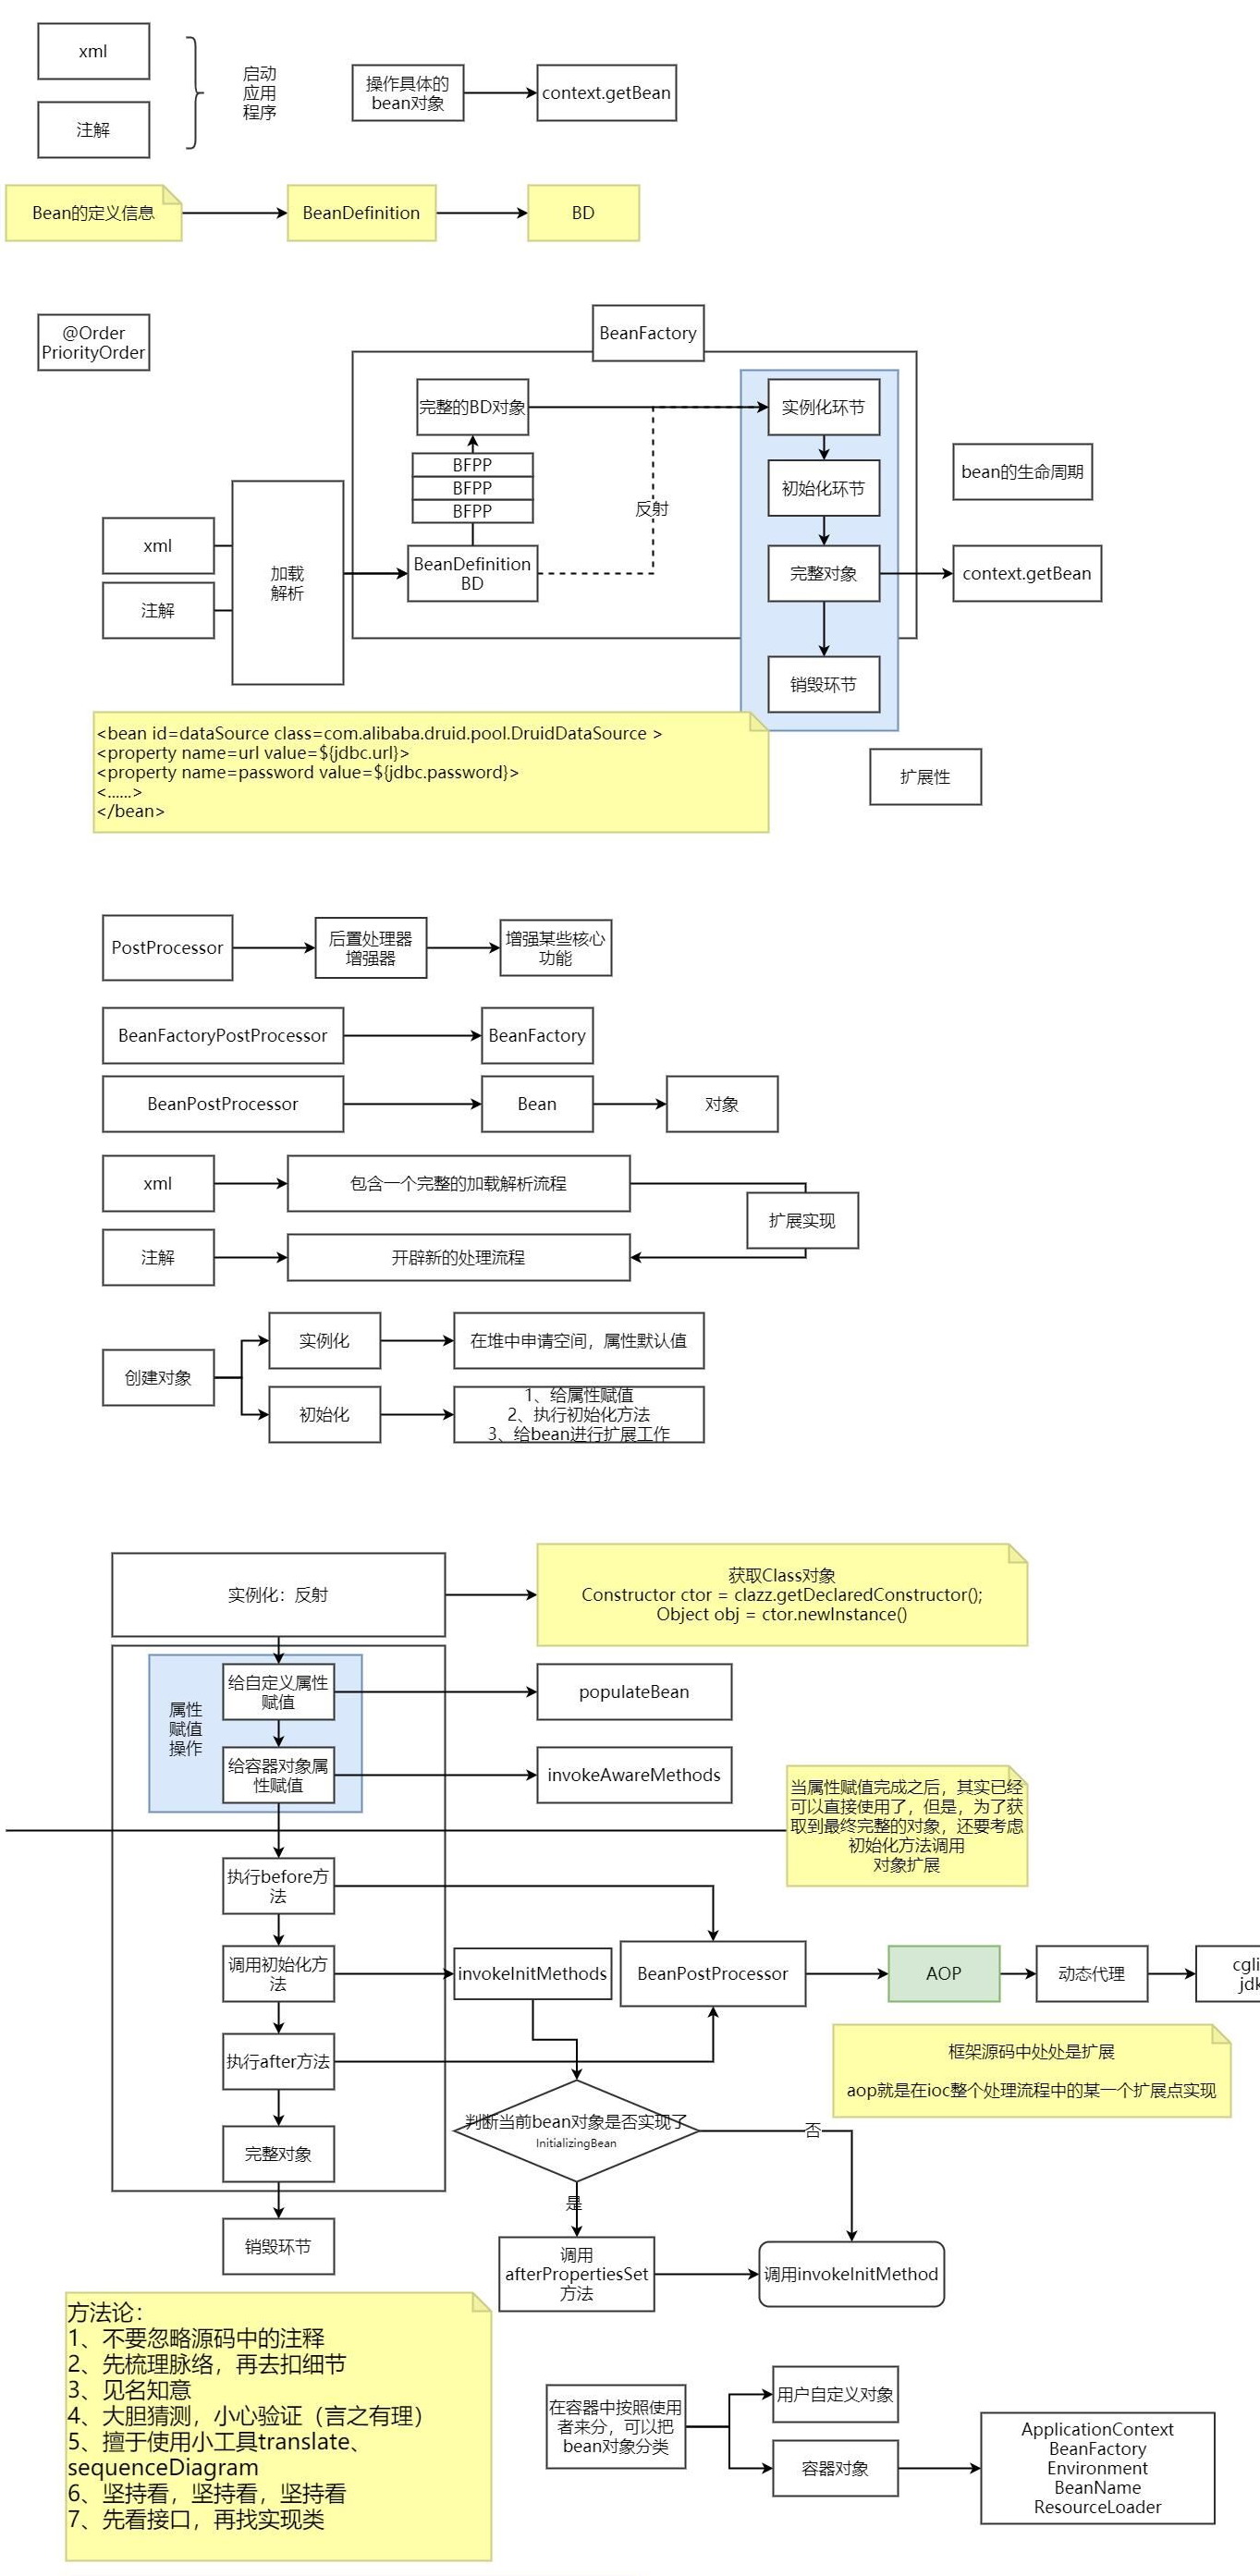 xml
注解
启动
应用
程序
操作具体的
bean对象
context.getBean
Bean的定义信息
BeanDefinition
BD
@Order
PriorityOrder
BeanFactory
完整的BD对象
BFPP
BFPP
BFPP
BeanDefinition
BD
反射
实例化环节
初始化环节
完整对象
销毁环节
bean的生命周期
context.getBean
xml
注解
加载
解析
<bean id=dataSource class=com.alibaba.druid.pool.DruidDataSource >
<property name=url value=${jdbc.url}>
<property name=password value=${jdbc.password}>
<......>
</bean>
扩展性
PostProcessor
后置处理器
增强器
增强某些核心
功能
BeanFactoryPostProcessor
BeanFactory
BeanPostProcessor
Bean
对象
xml
包含一个完整的加载解析流程
扩展实现
注解
开辟新的处理流程
创建对象
实例化
在堆中申请空间，属性默认值
初始化
1、给属性赋值
2、执行初始化方法
3、给bean进行扩展工作
实例化：反射
获取Class对象
Constructor ctor = clazz.getDeclaredConstructor();
Object obj = ctor.newInstance()
属性
赋值
操作
给自定义属性
赋值
populateBean
给容器对象属
性赋值
invokeAwareMethods
当属性赋值完成之后，其实已经
可以直接使用了，但是，为了获
取到最终完整的对象，还要考虑
初始化方法调用
对象扩展
执行before方
法
调用初始化方
法
invokeInitMethods
BeanPostProcessor
AOP
动态代理
cgli
jdk
执行after方法
框架源码中处处是扩展
aop就是在ioc整个处理流程中的某一个扩展点实现
判断当前bean对象是否实现了
InitializingBean
否
是
完整对象
销毁环节
调用
afterPropertiesSet
方法
调用invokeInitMethod
方法论：
1、不要忽略源码中的注释
2、先梳理脉络，再去扣细节
3、见名知意
4、大胆猜测，小心验证（言之有理）
5、擅于使用小工具translate、
sequenceDiagram
6、坚持看，坚持看，坚持看
7、先看接口，再找实现类
在容器中按照使用
者来分，可以把
bean对象分类
用户自定义对象
容器对象
ApplicationContext
BeanFactory
Environment
BeanName
ResourceLoader